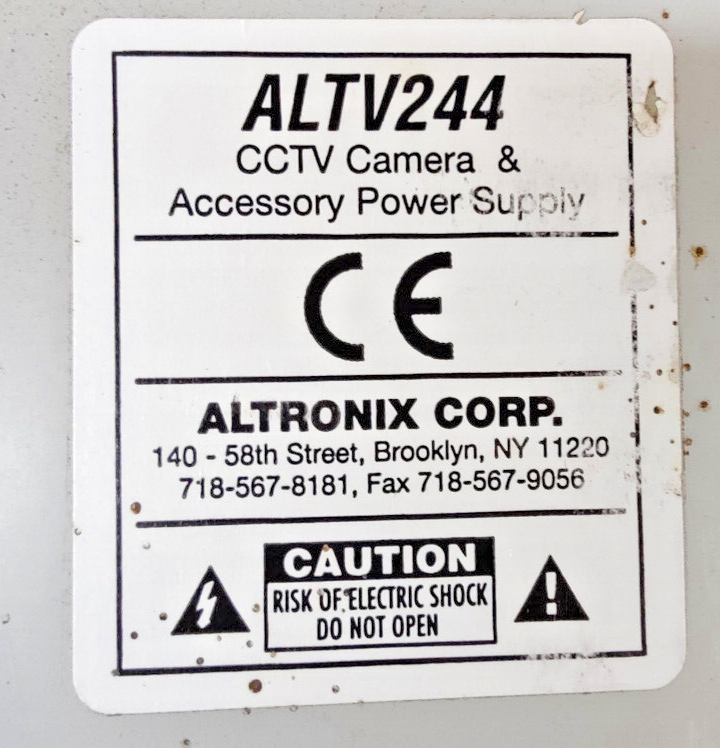 ALTV244
CCTV Camera &
Accessory Power Supply
CE
ALTRONIX CORP.
140 - 58th Street, Brooklyn, NY 11220
718-567-8181, Fax 718-567-9056
CAUTION
RISK OF ELECTRIC SHOCK
DO NOT OPEN
!